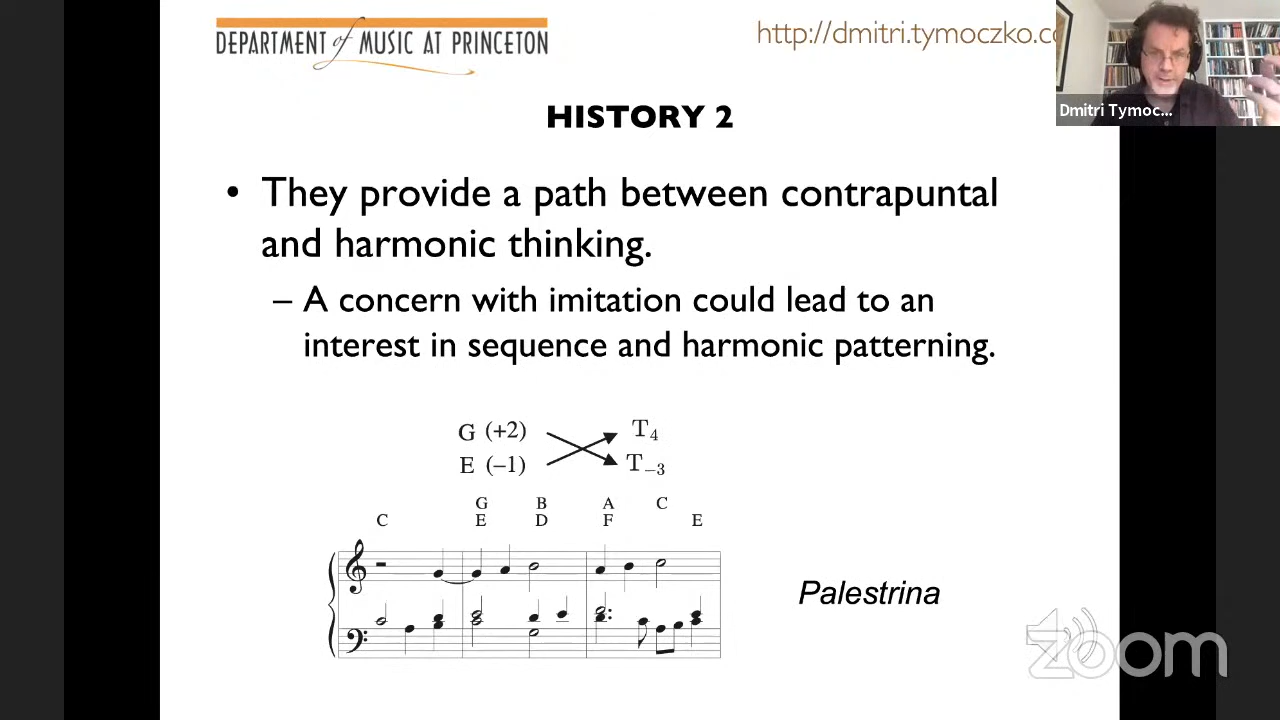 DEPARTMENT of MUSIC AT PRINCETON
http://dmitri.tymoczko.co
Dmitri Tymoc...
HISTORY 2
• They provide a path between contrapuntal
and harmonic thinking.
– A concern with imitation could lead to an
interest in sequence and harmonic patterning.
G (+2) T4
E (–1) T–3
G B A C
C E D F E
Palestrina
zoom